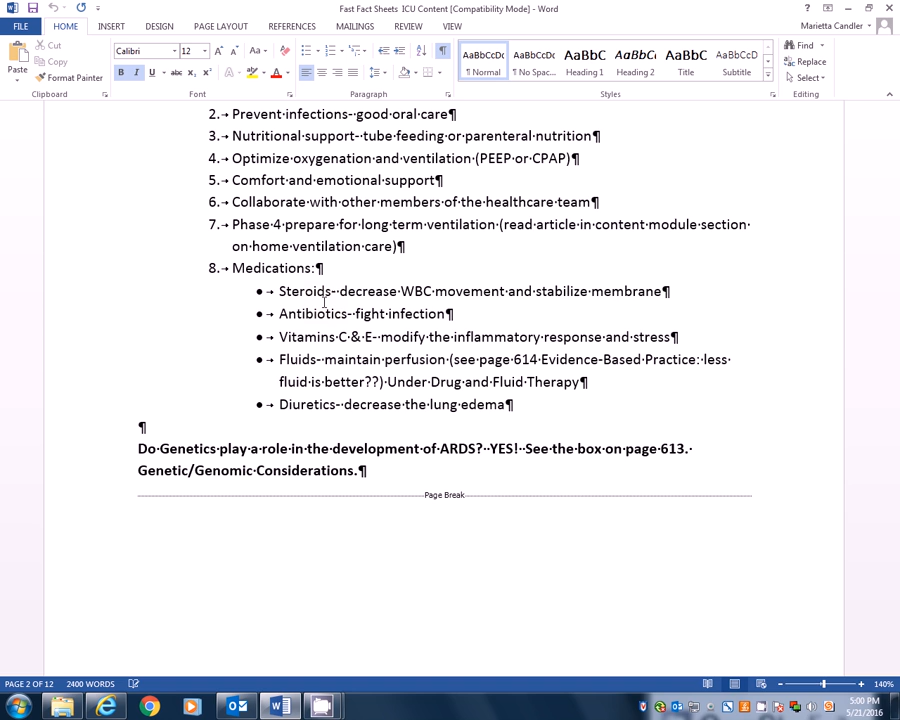 Fast Fact Sheets ICU Content [Compatibility Mode] - Word
FILE HOME INSERT DESIGN PAGE LAYOUT REFERENCES MAILINGS REVIEW VIEW Marietta Candler
Cut
Copy
Format Painter
Paste
Calibri 12
AaBbCcDc AaBbCcDc AaBbC AaBbCc AaBbC AaBbCcD
¶ Normal ¶ No Spac... Heading 1 Heading 2 Title Subtitle
Find
Replace
Select
Clipboard Font Paragraph Styles Editing
2. Prevent infections- good oral care¶
3. Nutritional support- tube feeding or parenteral nutrition¶
4. Optimize oxygenation and ventilation (PEEP or CPAP)¶
5. Comfort and emotional support¶
6. Collaborate with other members of the healthcare team¶
7. Phase 4 prepare for long term ventilation (read article in content module section
on home ventilation care)¶
8. Medications:¶
● Steroids- decrease WBC movement and stabilize membrane¶
● Antibiotics- fight infection¶
● Vitamins C & E- modify the inflammatory response and stress¶
● Fluids- maintain perfusion (see page 614 Evidence-Based Practice: less
fluid is better??) Under Drug and Fluid Therapy¶
● Diuretics- decrease the lung edema¶
¶
Do Genetics play a role in the development of ARDS? YES! See the box on page 613.
Genetic/Genomic Considerations.¶
Page Break
PAGE 2 OF 12 2400 WORDS 140%
5:00 PM
5/21/2016